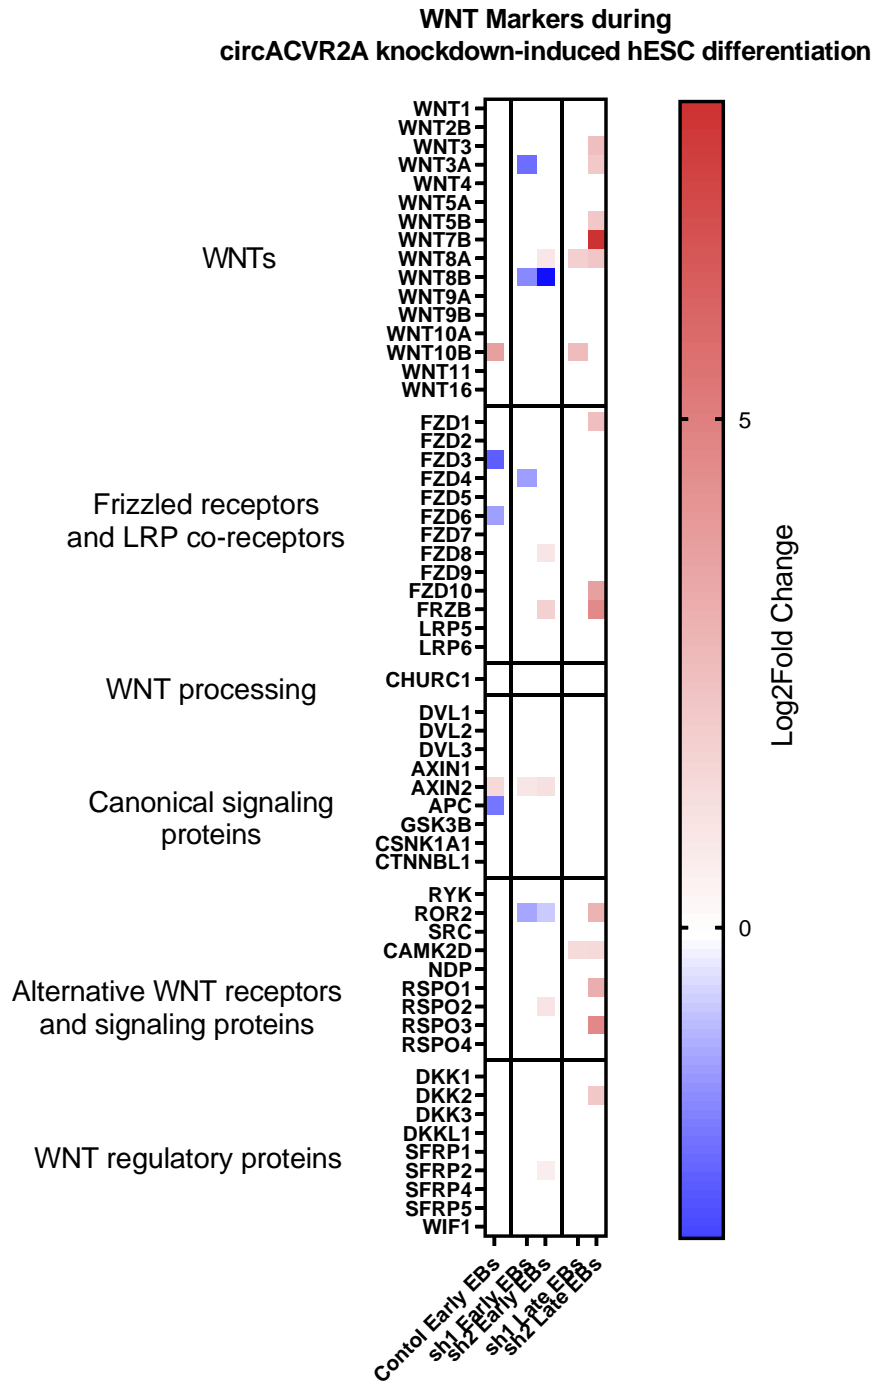 WNT Markers during
circACVR2A knockdown-induced hESC differentiation
WNTs
WNT1
WNT2B
WNT3
WNT3A
WNT4
WNT5A
WNT5B
WNT7B
WNT8A
WNT8B
WNT9A
WNT9B
WNT10A
WNT10B
WNT11
WNT16
Frizzled receptors
and LRP co-receptors
FZD1
FZD2
FZD3
FZD4
FZD5
FZD6
FZD7
FZD8
FZD9
FZD10
FRZB
LRP5
LRP6
WNT processing
CHURC1
Canonical signaling
proteins
DVL1
DVL2
DVL3
AXIN1
AXIN2
APC
GSK3B
CSNK1A1
CTNNBL1
Alternative WNT receptors
and signaling proteins
RYK
ROR2
SRC
CAMK2D
NDP
RSPO1
RSPO2
RSPO3
RSPO4
WNT regulatory proteins
DKK1
DKK2
DKK3
DKKL1
SFRP1
SFRP2
SFRP4
SFRP5
WIF1
Contol Early EBs
sh1 Early EBs
sh2 Early EBs
sh1 Late EBs
sh2 Late EBs
5
0
Log2Fold Change